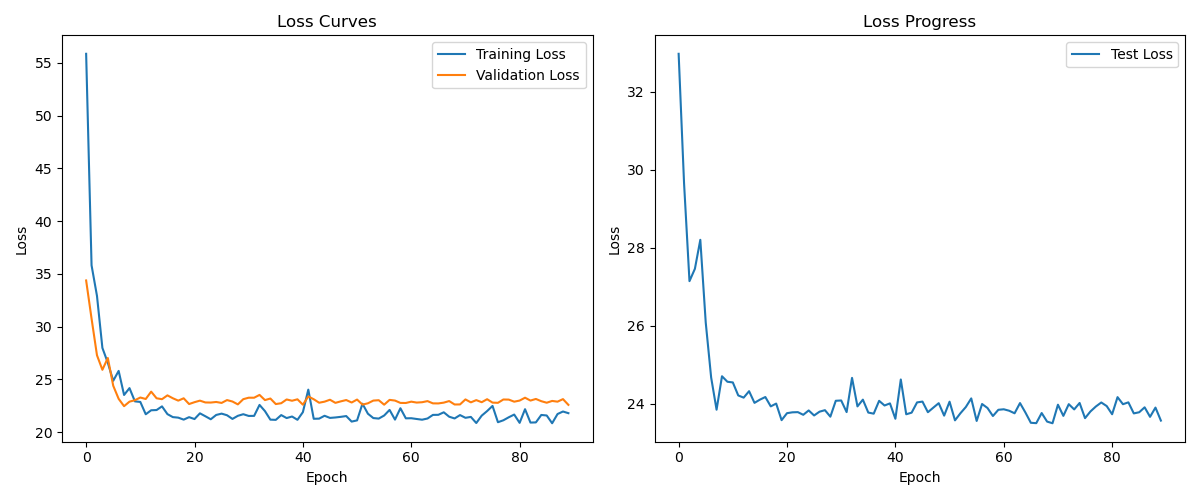 Loss Curves
Training Loss
Validation Loss
55
50
45
40
35
30
25
20
Loss
0 20 40 60 80
Epoch
Loss Progress
Test Loss
32
30
28
26
24
Loss
0 20 40 60 80
Epoch